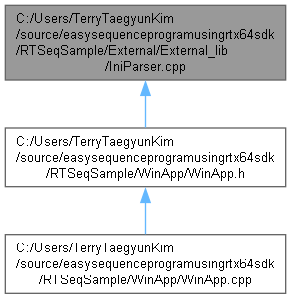 C:/Users/TerryTaegyunKim
/source/easysequenceprogramusingrtx64sdk
/RTSeqSample/External/External_lib
/IniParser.cpp
C:/Users/TerryTaegyunKim
/source/easysequenceprogramusingrtx64sdk
/RTSeqSample/WinApp/WinApp.h
C:/Users/TerryTaegyunKim
/source/easysequenceprogramusingrtx64sdk
/RTSeqSample/WinApp/WinApp.cpp